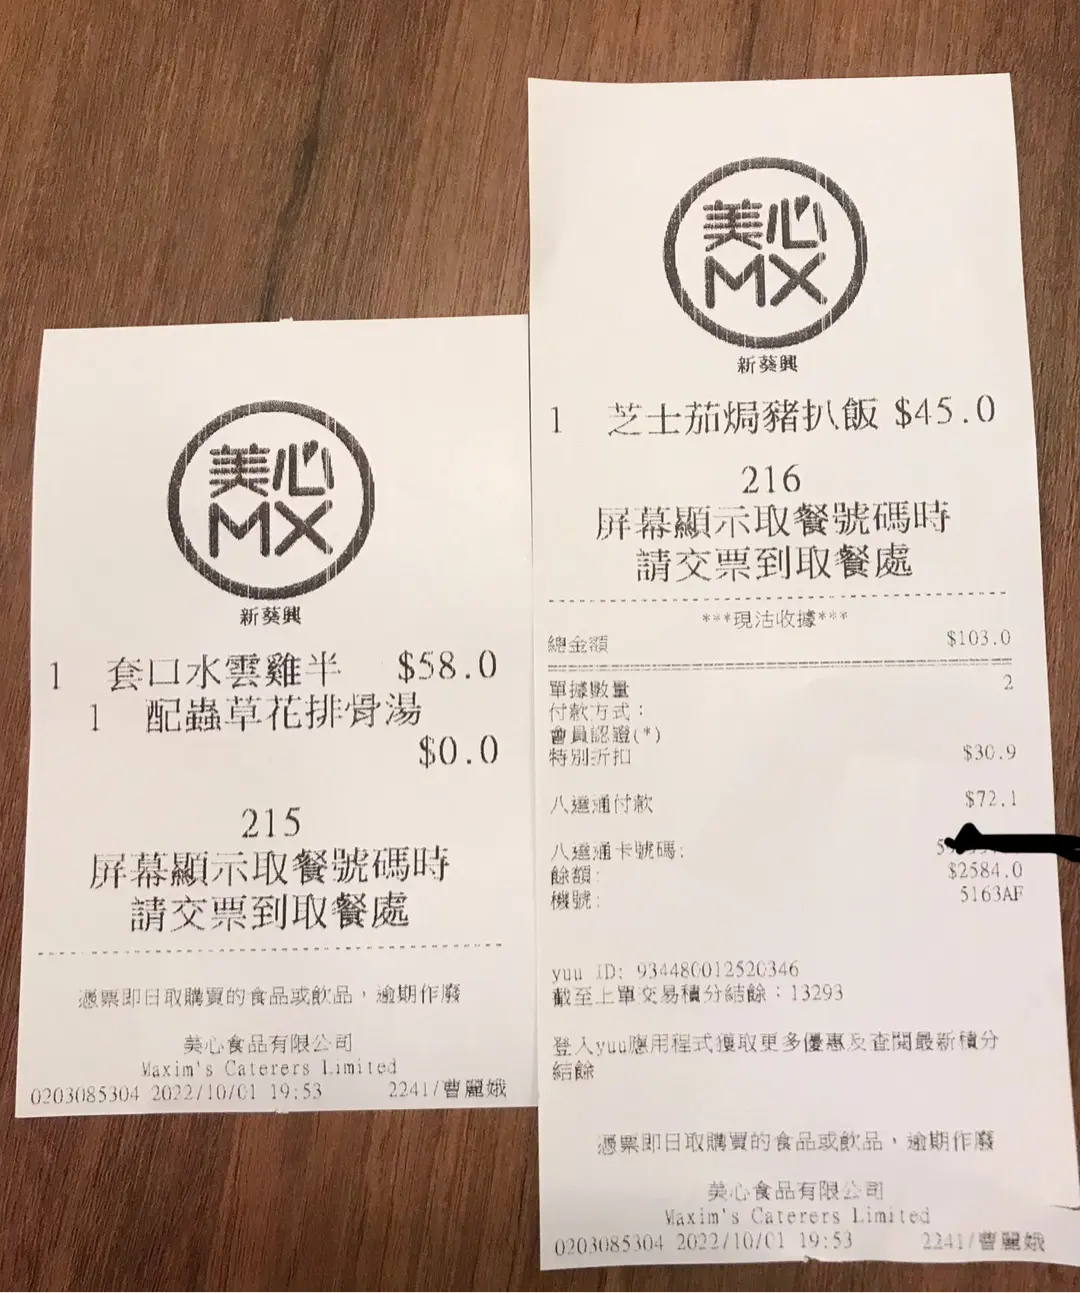 美心
MX
新葵興
1 套口水雲雞半 $58.0
1 配蟲草花排骨湯
$0.0
215
屏幕顯示取餐號碼時
請交票到取餐處
憑票即日取購買的食品或飲品，逾期作廢
美心食品有限公司
Maxim's Caterers Limited
0203085304 2022/10/01 19:53 2241/曹麗娥
美心
MX
新葵興
1 芝士茄焗豬扒飯 $45.0
216
屏幕顯示取餐號碼時
請交票到取餐處
***現沽收據***
總金額 $103.0
單據數量 2
付款方式：
會員認證(*)
特別折扣 $30.9
八達通付款 $72.1
八達通卡號碼:
餘額: $2584.0
機號: 5163AF
yuu ID: 934480012520346
截至上單交易積分結餘：13293
登入yuu應用程式獲取更多優惠及查閱最新積分
結餘
憑票即日取購買的食品或飲品，逾期作廢
美心食品有限公司
Maxim's Caterers Limited
0203085304 2022/10/01 19:53 2241/曹麗娥